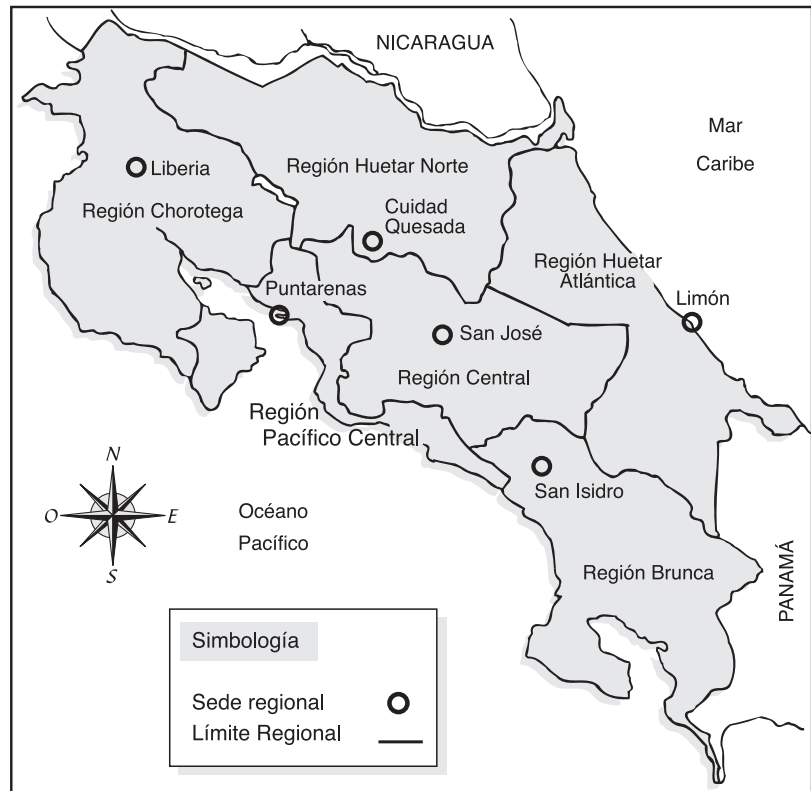 NICARAGUA
Mar
Caribe
Liberia
Región Huetar Norte
Región Chorotega
Cuidad
Quesada
Región Huetar
Atlántica
Puntarenas
Limón
San José
Región Central
Región
Pacífico Central
San Isidro
N
O
E
S
Océano
Pacífico
Región Brunca
PANAMÁ
Simbología
Sede regional
Límite Regional